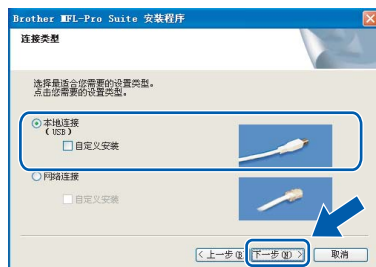 Brother MFL-Pro Suite 安装程序
连接类型
选择最适合您需要的设置类型。
点击您需要的设置类型。
本地连接
(USB)
自定义安装
网络连接
自定义安装
<上一步(B) 下一步(N)> 取消